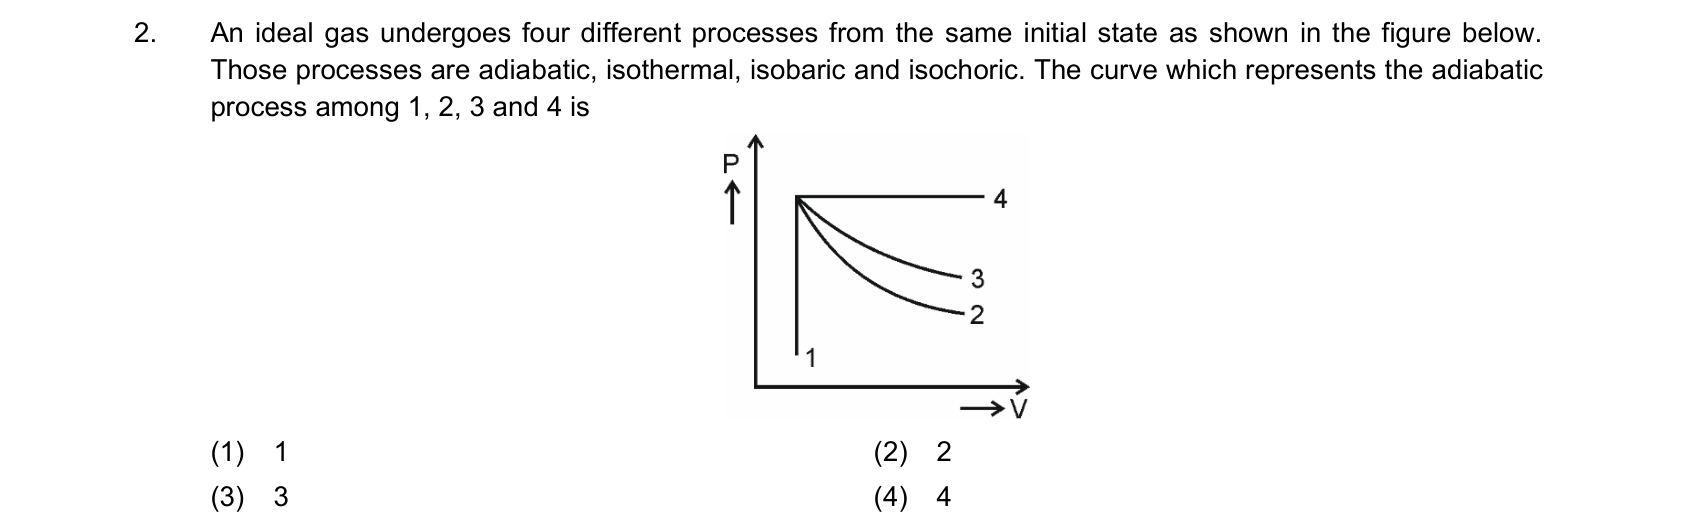 2. An ideal gas undergoes four different processes from the same initial state as shown in the figure below.
Those processes are adiabatic, isothermal, isobaric and isochoric. The curve which represents the adiabatic
process among 1, 2, 3 and 4 is
P
4
3
2
1
V
(1) 1 (2) 2
(3) 3 (4) 4